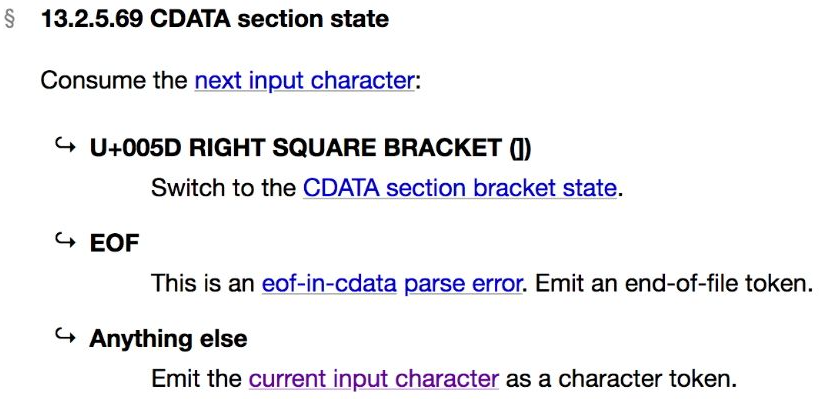 § 13.2.5.69 CDATA section state
Consume the next input character:
↪ U+005D RIGHT SQUARE BRACKET (])
Switch to the CDATA section bracket state.
↪ EOF
This is an eof-in-cdata parse error. Emit an end-of-file token.
↪ Anything else
Emit the current input character as a character token.